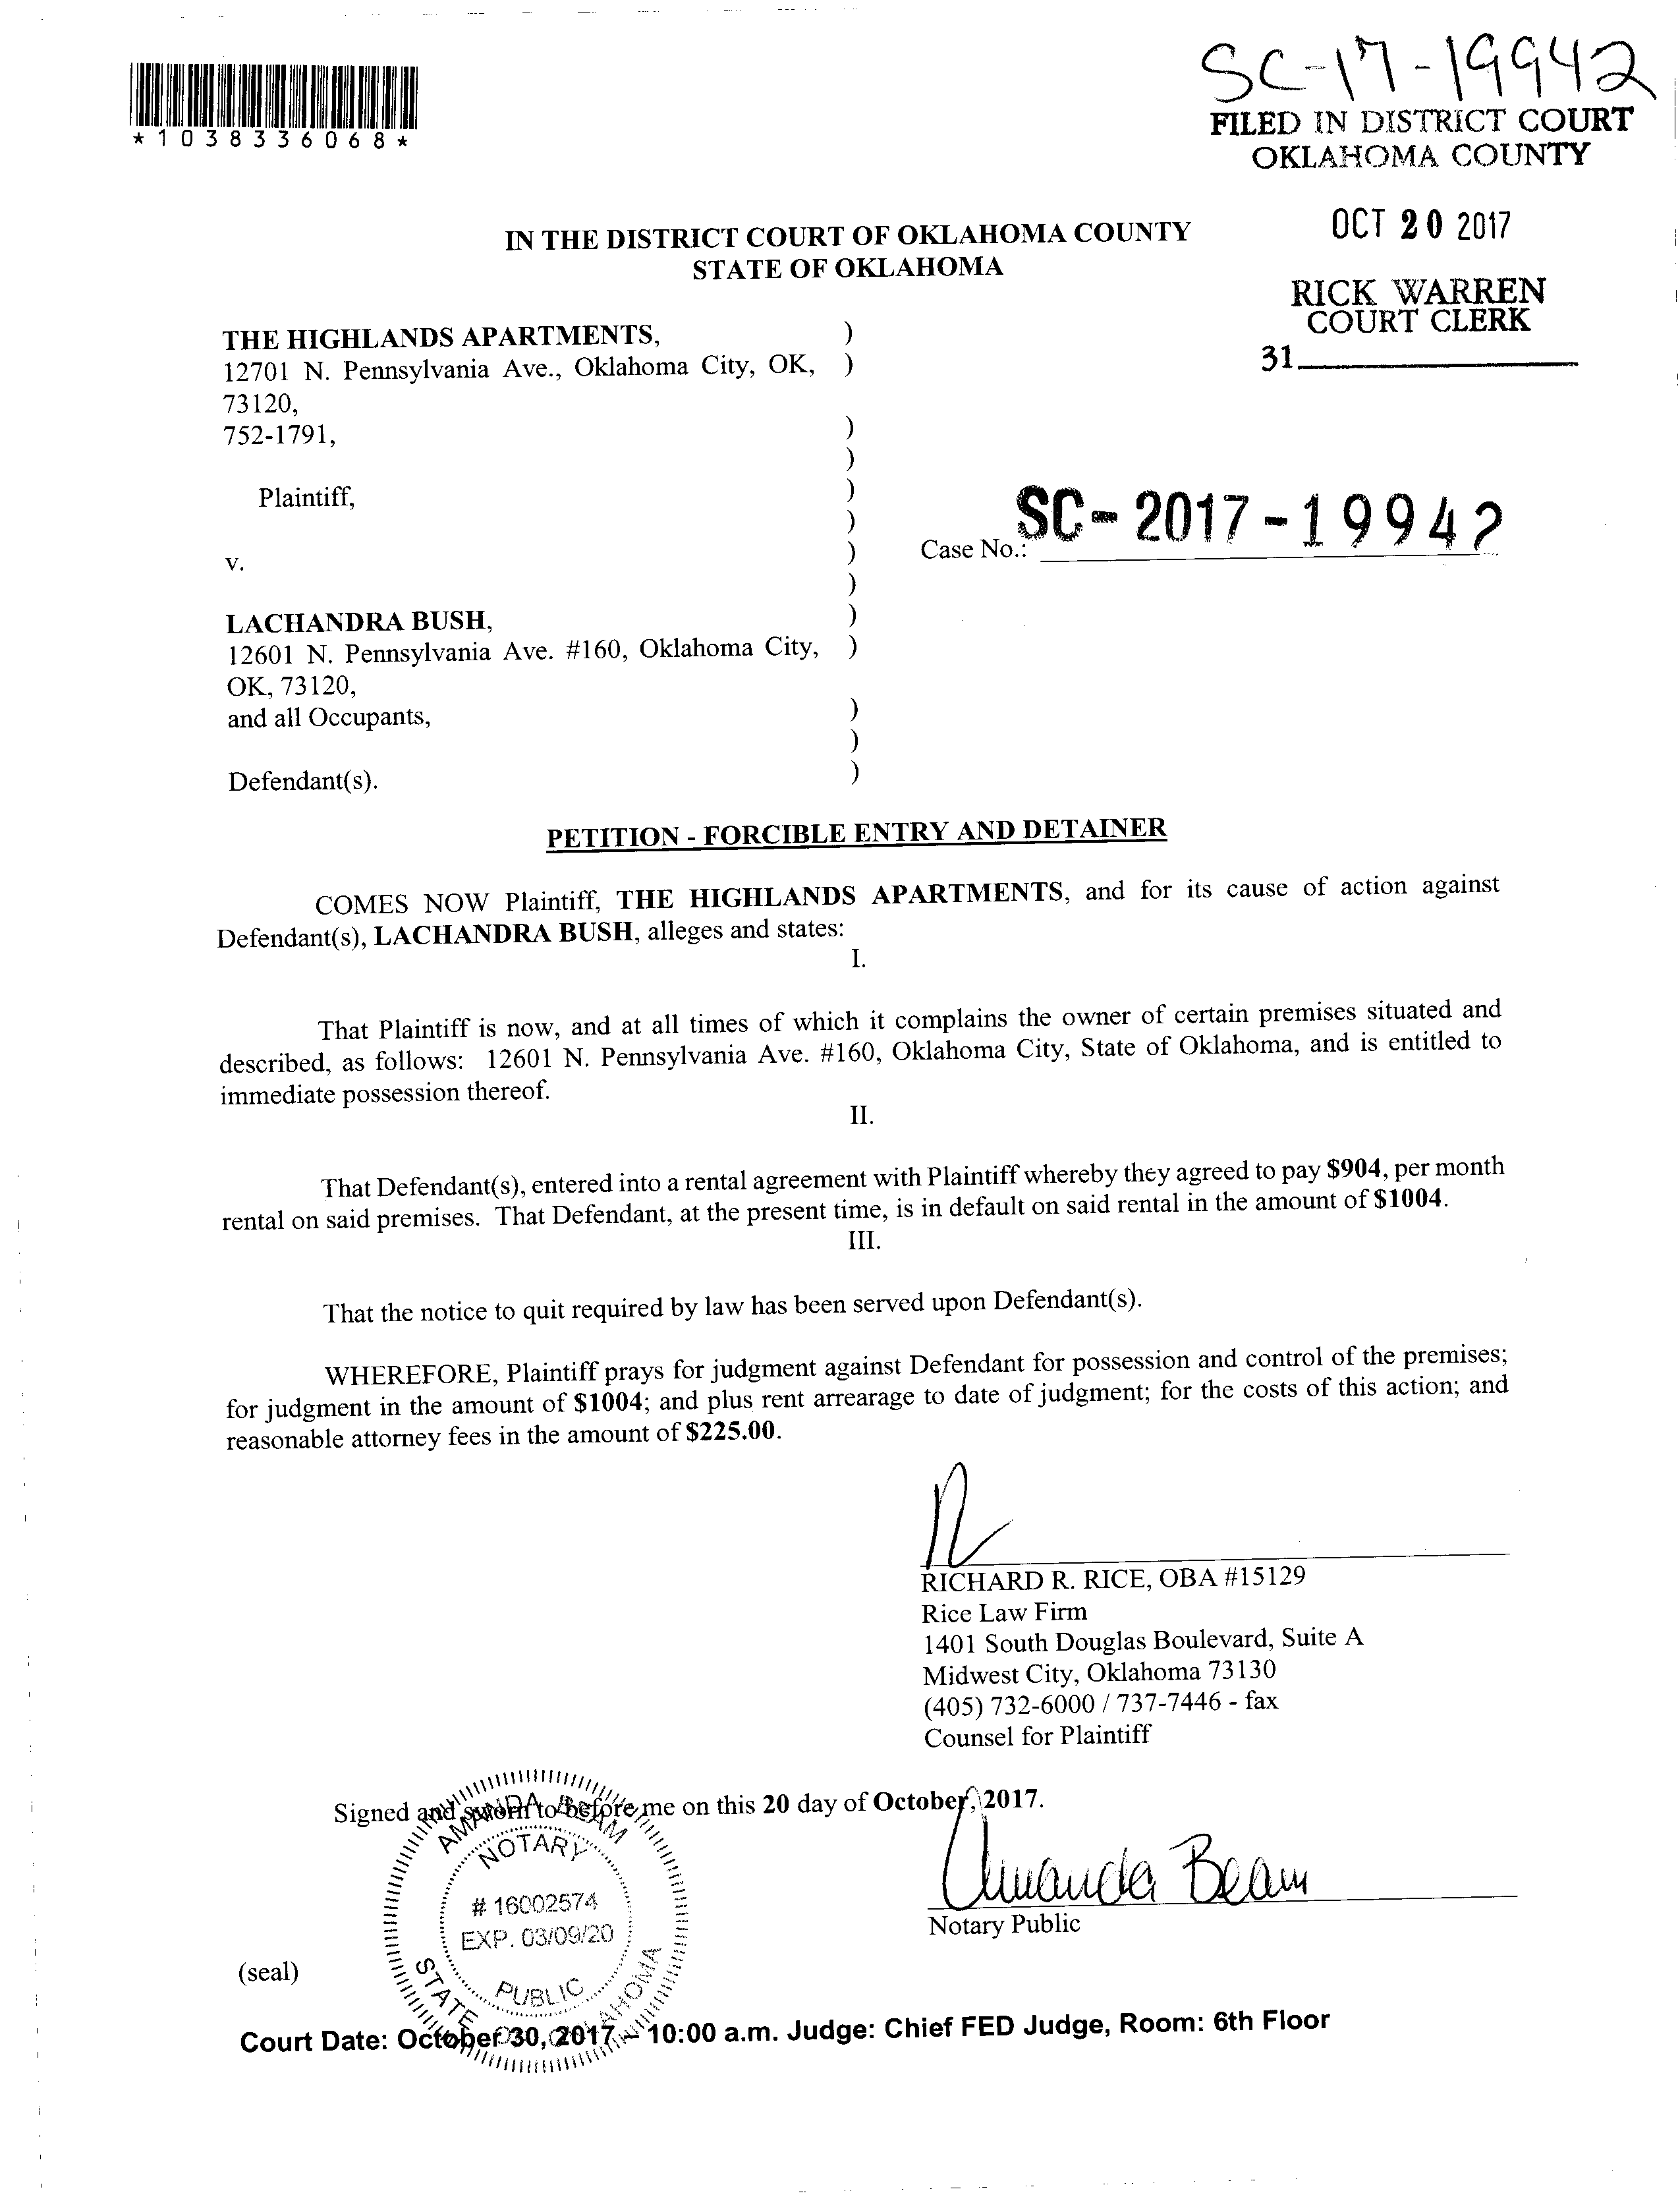 SC-17-19942
*1038336068*
FILED IN DISTRICT COURT
OKLAHOMA COUNTY
OCT 20 2017
RICK WARREN
COURT CLERK
31
IN THE DISTRICT COURT OF OKLAHOMA COUNTY
STATE OF OKLAHOMA
THE HIGHLANDS APARTMENTS, )
12701 N. Pennsylvania Ave., Oklahoma City, OK, )
73120,
752-1791, )
)
Plaintiff, )
)
v. )
)
Case No.: SC-2017-19942
LACHANDRA BUSH, )
12601 N. Pennsylvania Ave. #160, Oklahoma City, )
OK, 73120,
and all Occupants, )
)
Defendant(s). )
PETITION - FORCIBLE ENTRY AND DETAINER
COMES NOW Plaintiff, THE HIGHLANDS APARTMENTS, and for its cause of action against
Defendant(s), LACHANDRA BUSH, alleges and states:
I.
That Plaintiff is now, and at all times of which it complains the owner of certain premises situated and
described, as follows: 12601 N. Pennsylvania Ave. #160, Oklahoma City, State of Oklahoma, and is entitled to
immediate possession thereof.
II.
That Defendant(s), entered into a rental agreement with Plaintiff whereby they agreed to pay $904, per month
rental on said premises. That Defendant, at the present time, is in default on said rental in the amount of $1004.
III.
That the notice to quit required by law has been served upon Defendant(s).
WHEREFORE, Plaintiff prays for judgment against Defendant for possession and control of the premises;
for judgment in the amount of $1004; and plus rent arrearage to date of judgment; for the costs of this action; and
reasonable attorney fees in the amount of $225.00.
RICHARD R. RICE, OBA #15129
Rice Law Firm
1401 South Douglas Boulevard, Suite A
Midwest City, Oklahoma 73130
(405) 732-6000 / 737-7446 - fax
Counsel for Plaintiff
Signed and sworn to before me on this 20 day of October, 2017.
Amanda Beam
Notary Public
AMANDA BEAM
NOTARY
# 16002574
EXP. 03/09/20
PUBLIC
STATE OF OKLAHOMA
(seal)
Court Date: October 30, 2017 - 10:00 a.m. Judge: Chief FED Judge, Room: 6th Floor